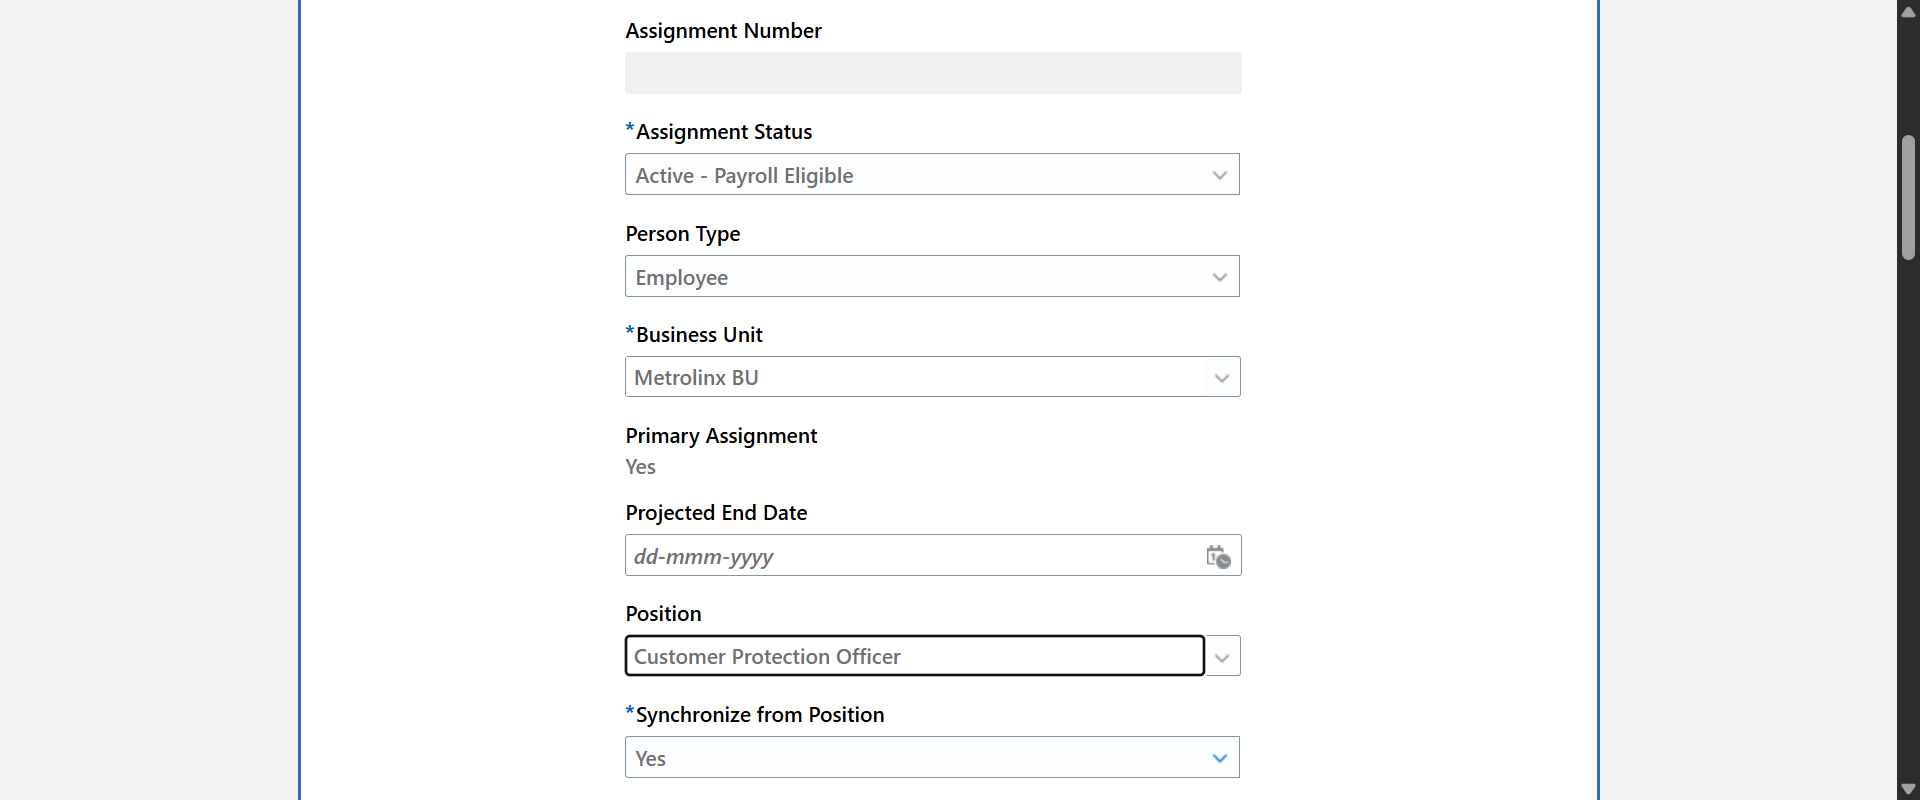 Assignment Number
*Assignment Status
Active - Payroll Eligible
Person Type
Employee
*Business Unit
Metrolinx BU
Primary Assignment
Yes
Projected End Date
dd-mmm-yyyy
Position
Customer Protection Officer
*Synchronize from Position
Yes